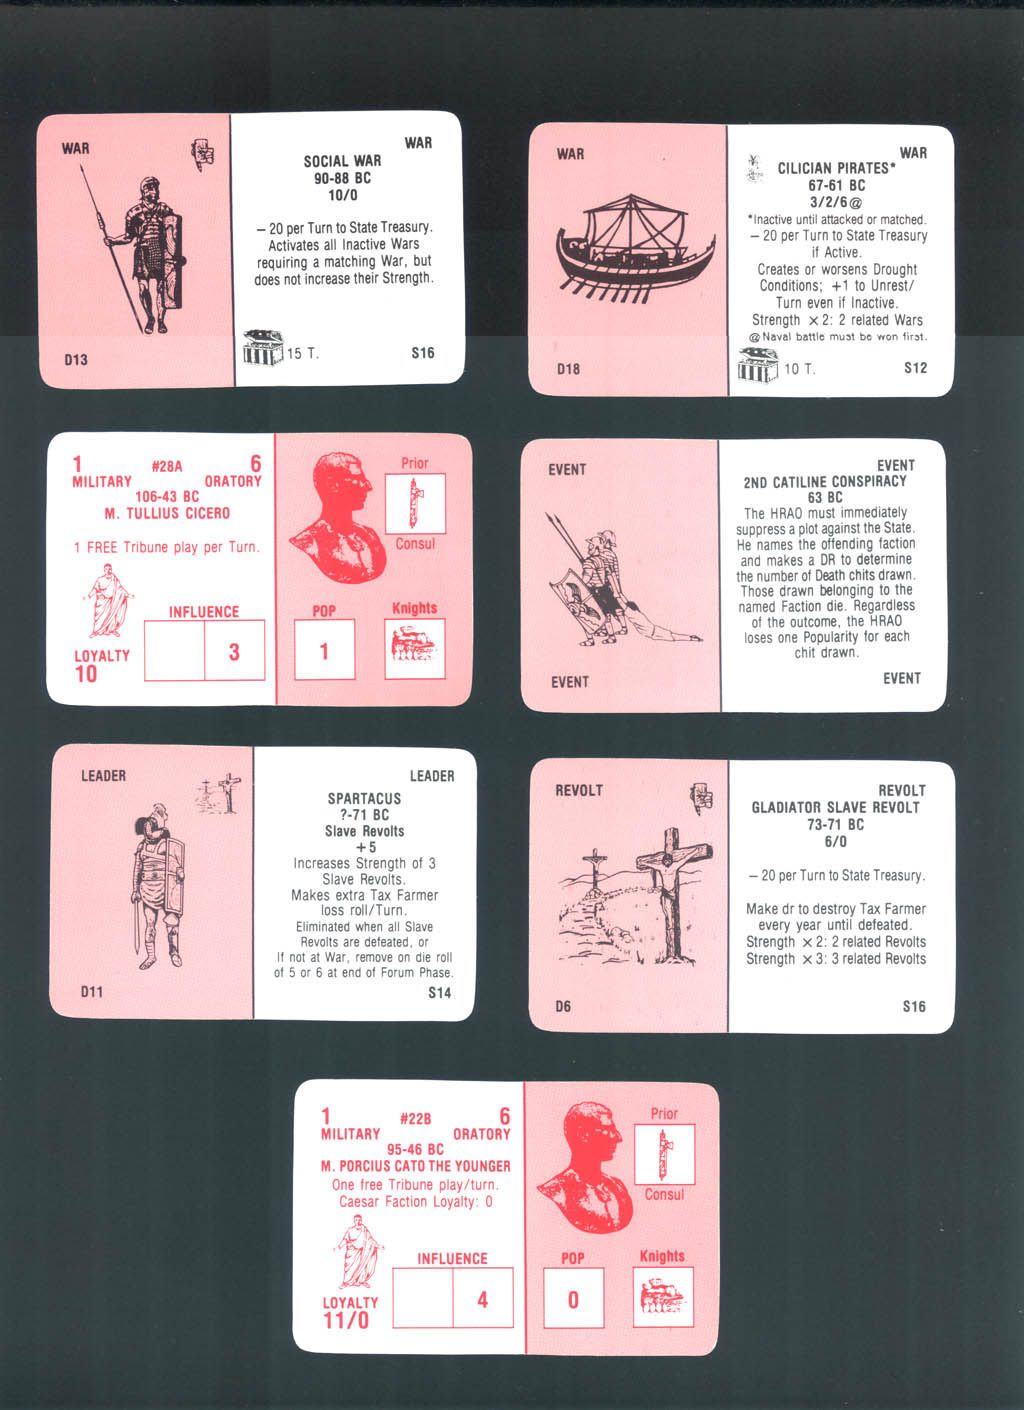 WAR
WAR
SOCIAL WAR
90-88 BC
10/0
– 20 per Turn to State Treasury.
Activates all Inactive Wars
requiring a matching War, but
does not increase their Strength.
15 T.
D13
S16
WAR
WAR
CILICIAN PIRATES*
67-61 BC
3/2/6@
*Inactive until attacked or matched.
– 20 per Turn to State Treasury
if Active.
Creates or worsens Drought
Conditions; +1 to Unrest/
Turn even if Inactive.
Strength ×2: 2 related Wars
@ Naval battle must be won first.
10 T.
D18
S12
1
MILITARY
#28A
6
ORATORY
106-43 BC
M. TULLIUS CICERO
1 FREE Tribune play per Turn.
Prior
Consul
INFLUENCE
POP
Knights
LOYALTY
10
3
1
EVENT
EVENT
2ND CATILINE CONSPIRACY
63 BC
The HRAO must immediately
suppress a plot against the State.
He names the offending faction
and makes a DR to determine
the number of Death chits drawn.
Those drawn belonging to the
named Faction die. Regardless
of the outcome, the HRAO
loses one Popularity for each
chit drawn.
EVENT
EVENT
LEADER
LEADER
SPARTACUS
?-71 BC
Slave Revolts
+5
Increases Strength of 3
Slave Revolts.
Makes extra Tax Farmer
loss roll/Turn.
Eliminated when all Slave
Revolts are defeated, or
If not at War, remove on die roll
of 5 or 6 at end of Forum Phase.
D11
S14
REVOLT
REVOLT
GLADIATOR SLAVE REVOLT
73-71 BC
6/0
– 20 per Turn to State Treasury.
Make dr to destroy Tax Farmer
every year until defeated.
Strength ×2: 2 related Revolts
Strength ×3: 3 related Revolts
D6
S16
1
MILITARY
#22B
6
ORATORY
95-46 BC
M. PORCIUS CATO THE YOUNGER
One free Tribune play/turn.
Caesar Faction Loyalty: 0
Prior
Consul
INFLUENCE
POP
Knights
LOYALTY
11/0
4
0